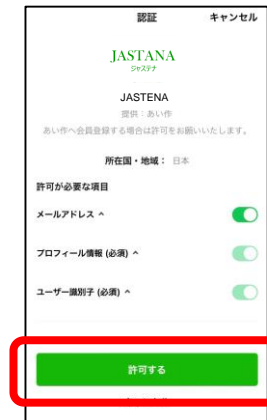 認証
キャンセル
JASTANA
ジャステナ
JASTENA
提供：あい作
あい作へ会員登録する場合は許可をお願いいたします。
所在国・地域： 日本
許可が必要な項目
メールアドレス ^
プロフィール情報 (必須) ^
ユーザー識別子 (必須) ^
許可する